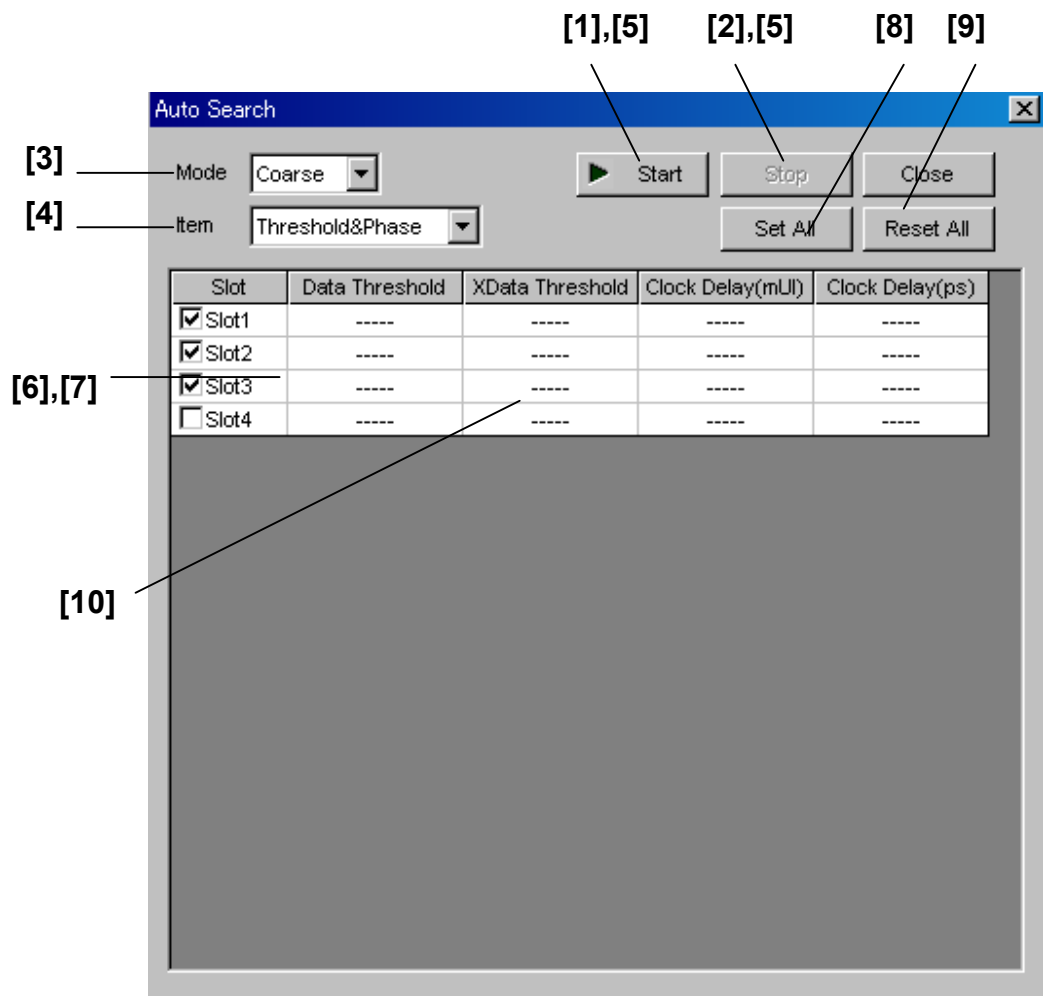 [1],[5] [2],[5] [8] [9]
Auto Search
[3] Mode Coarse Start Stop Close
[4] Item Threshold&Phase Set All Reset All
Slot Data Threshold XData Threshold Clock Delay(mUI) Clock Delay(ps)
Slot1 ----- ----- ----- -----
Slot2 ----- ----- ----- -----
[6],[7] Slot3 ----- ----- ----- -----
Slot4 ----- ----- ----- -----
[10]